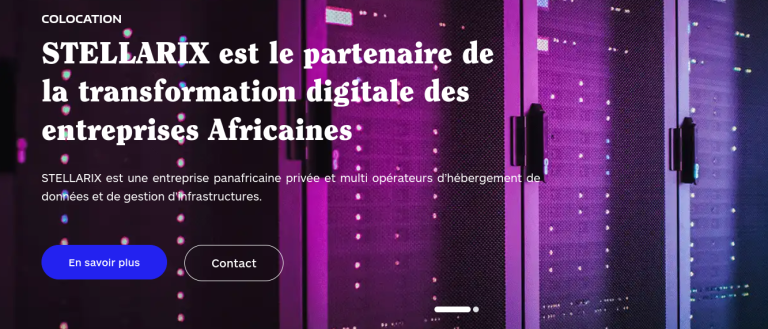 COLOCATION
STELLARIX est le partenaire de
la transformation digitale des
entreprises Africaines
STELLARIX est une entreprise panafricaine privée et multi opérateurs d'hébergement de
données et de gestion d'infrastructures.
En savoir plus
Contact